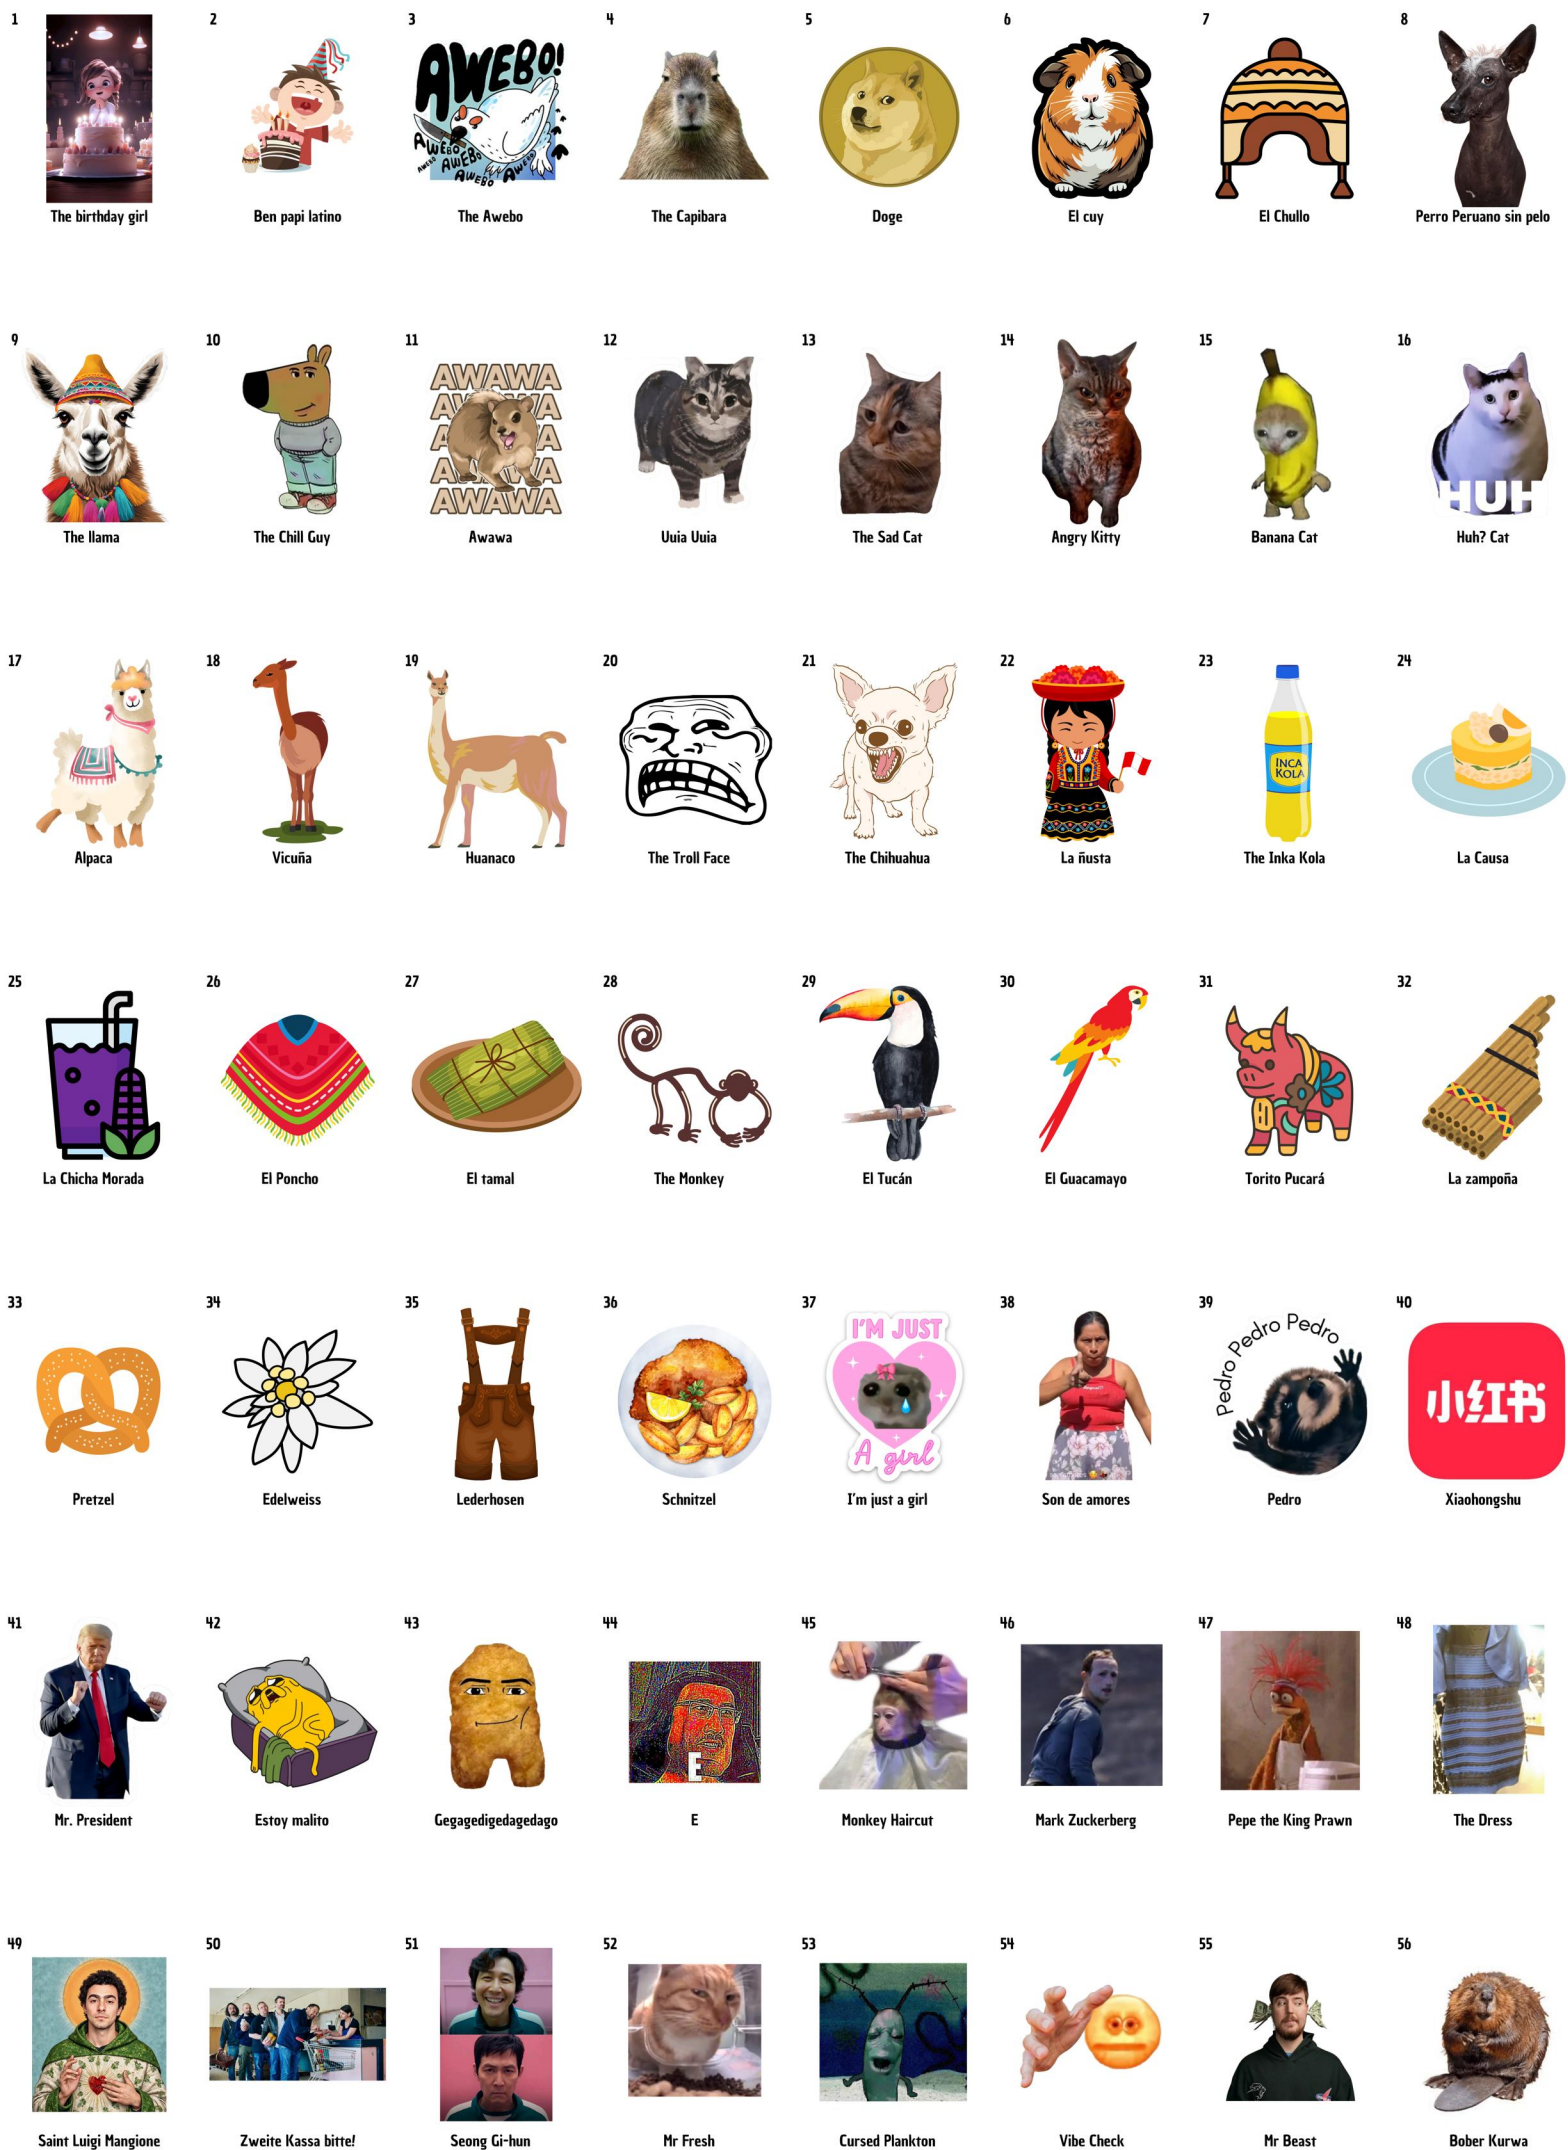 1 2 3 4 5 6 7 8
AWEBO!
AWEBO
AWEBO
AWEBO
AWEBO
AWEBO
The birthday girl Ben papi latino The Awebo The Capibara Doge El cuy El Chullo Perro Peruano sin pelo
9 10 11 12 13 14 15 16
AWAWA
AWAWA
AWAWA
AWAWA
AWAWA
HUH
The llama The Chill Guy Awawa Uuia Uuia The Sad Cat Angry Kitty Banana Cat Huh? Cat
17 18 19 20 21 22 23 24
INCA
KOLA
Alpaca Vicuña Huanaco The Troll Face The Chihuahua La ñusta The Inka Kola La Causa
25 26 27 28 29 30 31 32
La Chicha Morada El Poncho El tamal The Monkey El Tucán El Guacamayo Torito Pucará La zampoña
33 34 35 36 37 38 39 40
I'M JUST
A girl
Pedro Pedro Pedro
小红书
Pretzel Edelweiss Lederhosen Schnitzel I'm just a girl Son de amores Pedro Xiaohongshu
41 42 43 44 45 46 47 48
E
Mr. President Estoy malito Gegagedigedagedago E Monkey Haircut Mark Zuckerberg Pepe the King Prawn The Dress
49 50 51 52 53 54 55 56
Saint Luigi Mangione Zweite Kassa bitte! Seong Gi-hun Mr Fresh Cursed Plankton Vibe Check Mr Beast Bober Kurwa